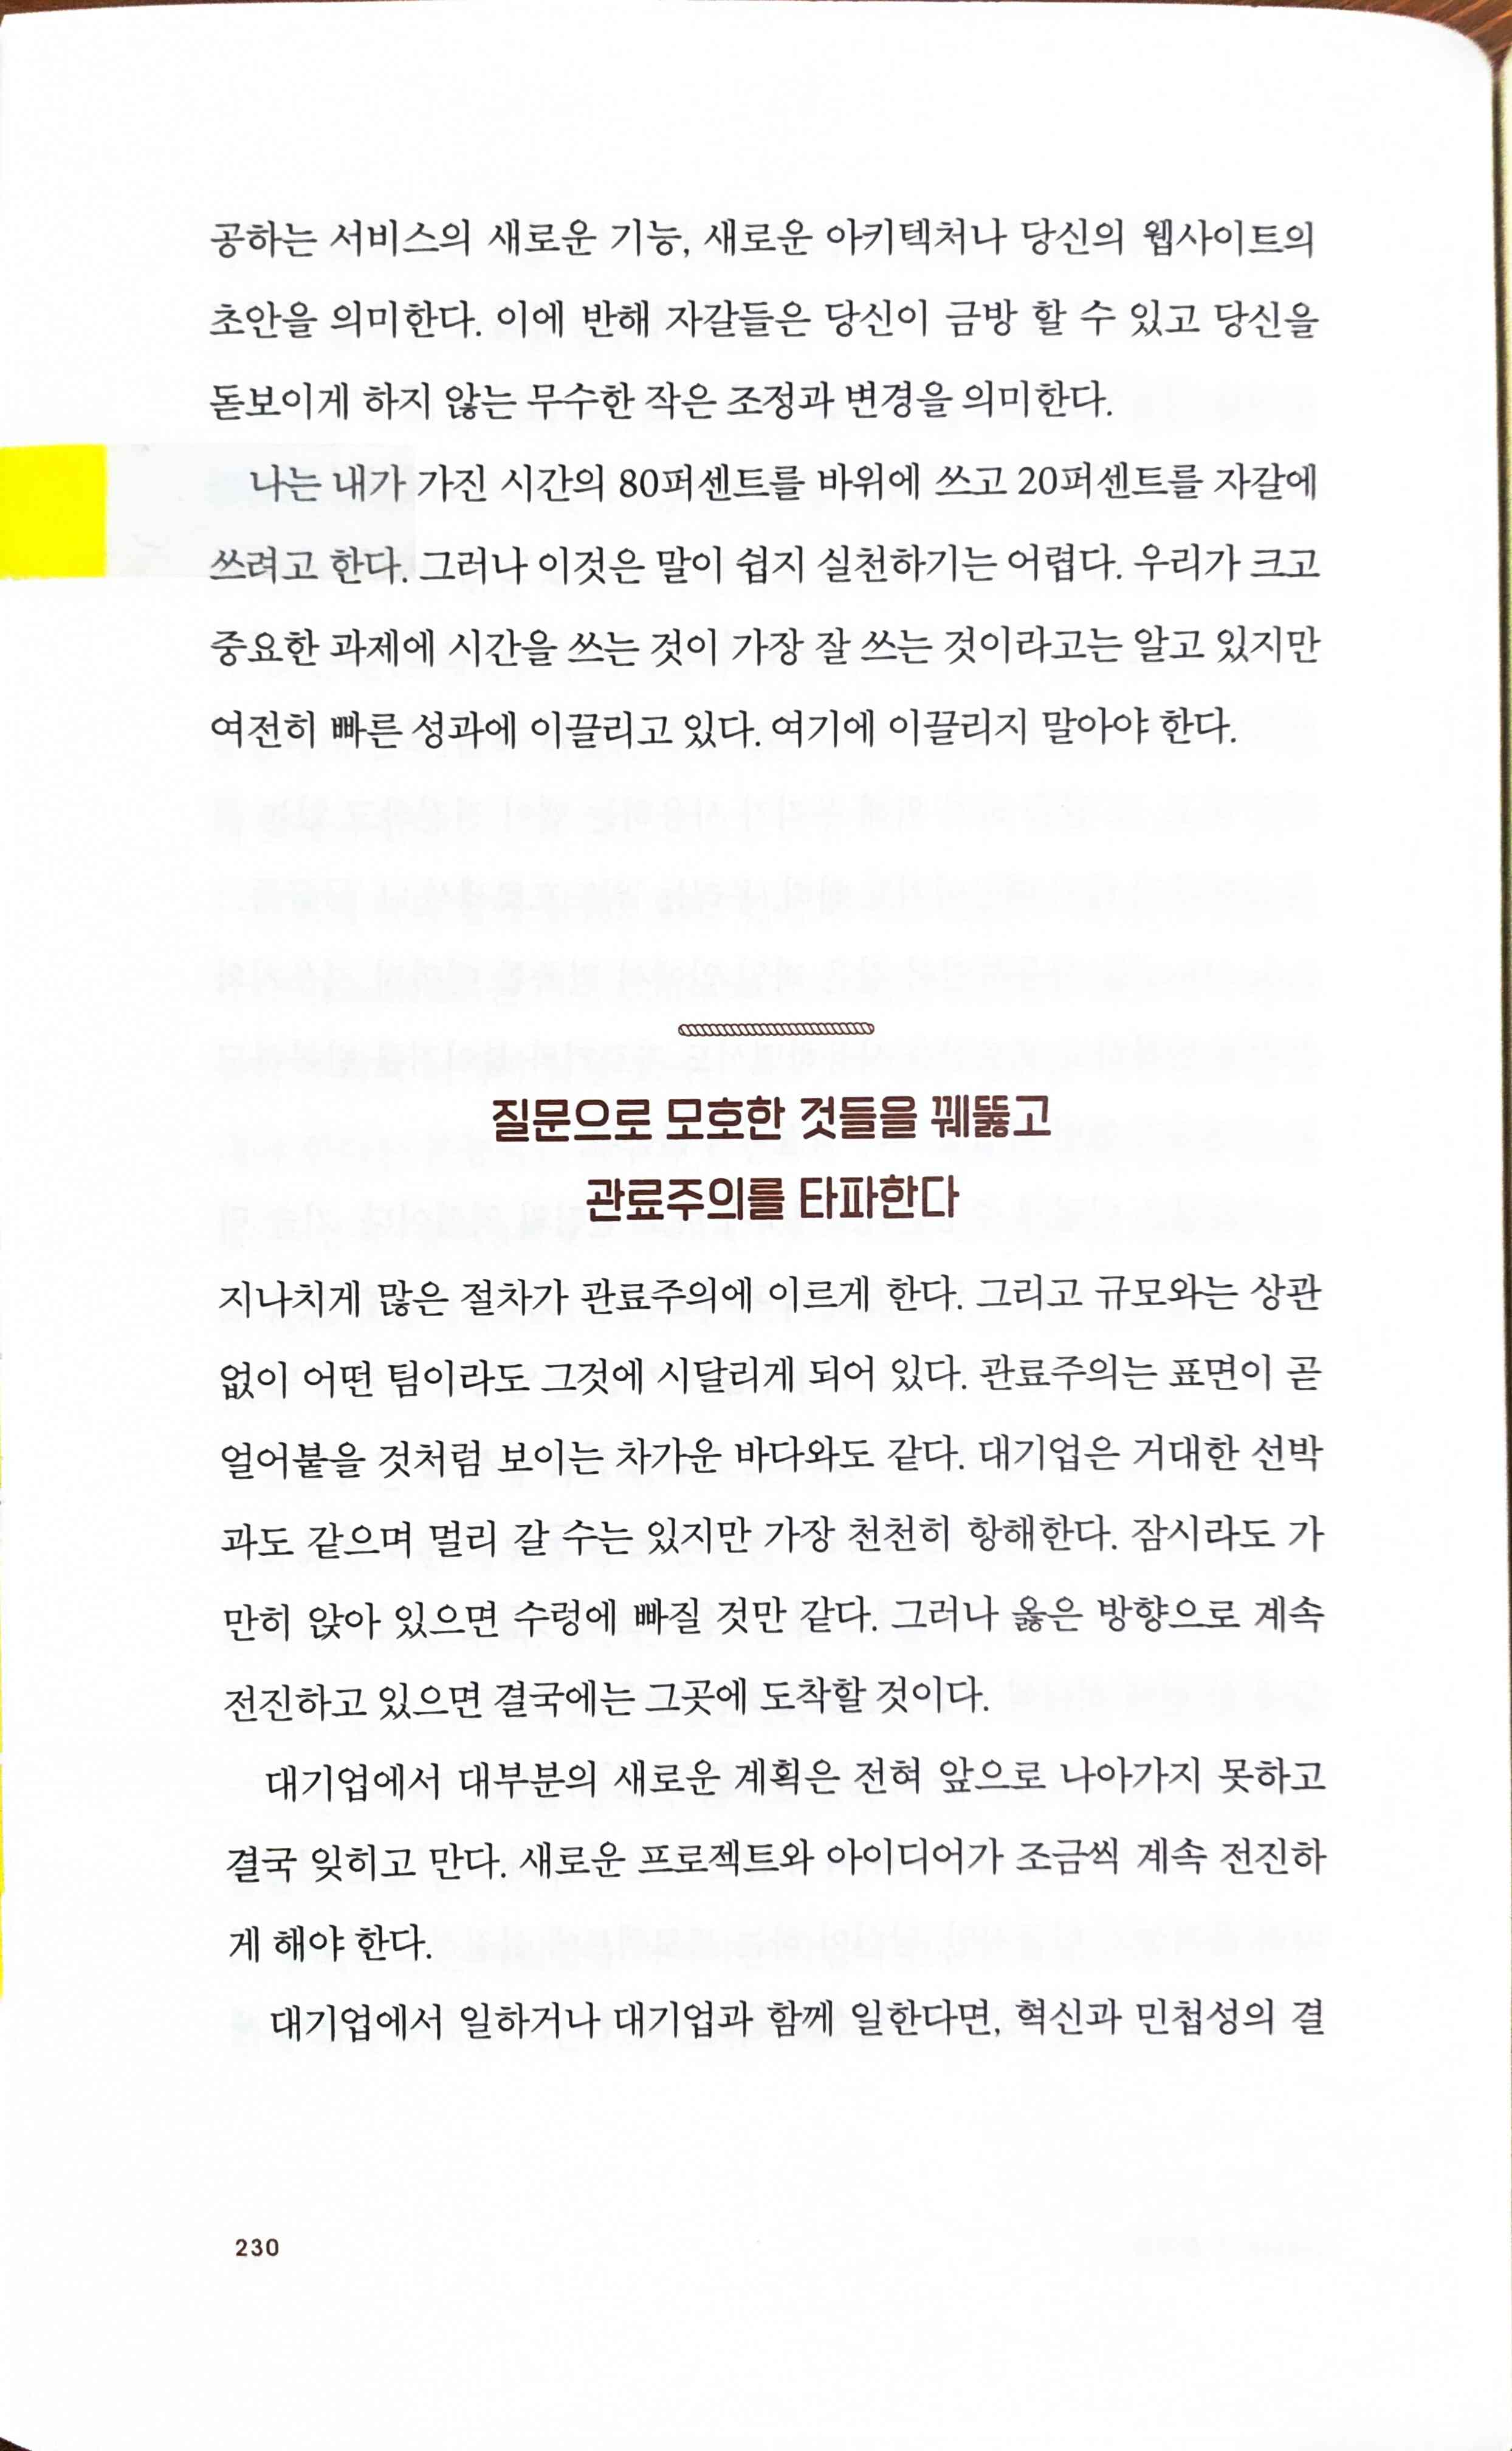 공하는 서비스의 새로운 기능, 새로운 아키텍처나 당신의 웹사이트의
초안을 의미한다. 이에 반해 자갈들은 당신이 금방 할 수 있고 당신을
돋보이게 하지 않는 무수한 작은 조정과 변경을 의미한다.
나는 내가 가진 시간의 80퍼센트를 바위에 쓰고 20퍼센트를 자갈에
쓰려고 한다. 그러나 이것은 말이 쉽지 실천하기는 어렵다. 우리가 크고
중요한 과제에 시간을 쓰는 것이 가장 잘 쓰는 것이라고는 알고 있지만
여전히 빠른 성과에 이끌리고 있다. 여기에 이끌리지 말아야 한다.
질문으로 모호한 것들을 꿰뚫고
관료주의를 타파한다
지나치게 많은 절차가 관료주의에 이르게 한다. 그리고 규모와는 상관
없이 어떤 팀이라도 그것에 시달리게 되어 있다. 관료주의는 표면이 곧
얼어붙을 것처럼 보이는 차가운 바다와도 같다. 대기업은 거대한 선박
과도 같으며 멀리 갈 수는 있지만 가장 천천히 항해한다. 잠시라도 가
만히 앉아 있으면 수렁에 빠질 것만 같다. 그러나 옳은 방향으로 계속
전진하고 있으면 결국에는 그곳에 도착할 것이다.
대기업에서 대부분의 새로운 계획은 전혀 앞으로 나아가지 못하고
결국 잊히고 만다. 새로운 프로젝트와 아이디어가 조금씩 계속 전진하
게 해야 한다.
대기업에서 일하거나 대기업과 함께 일한다면, 혁신과 민첩성의 결
230